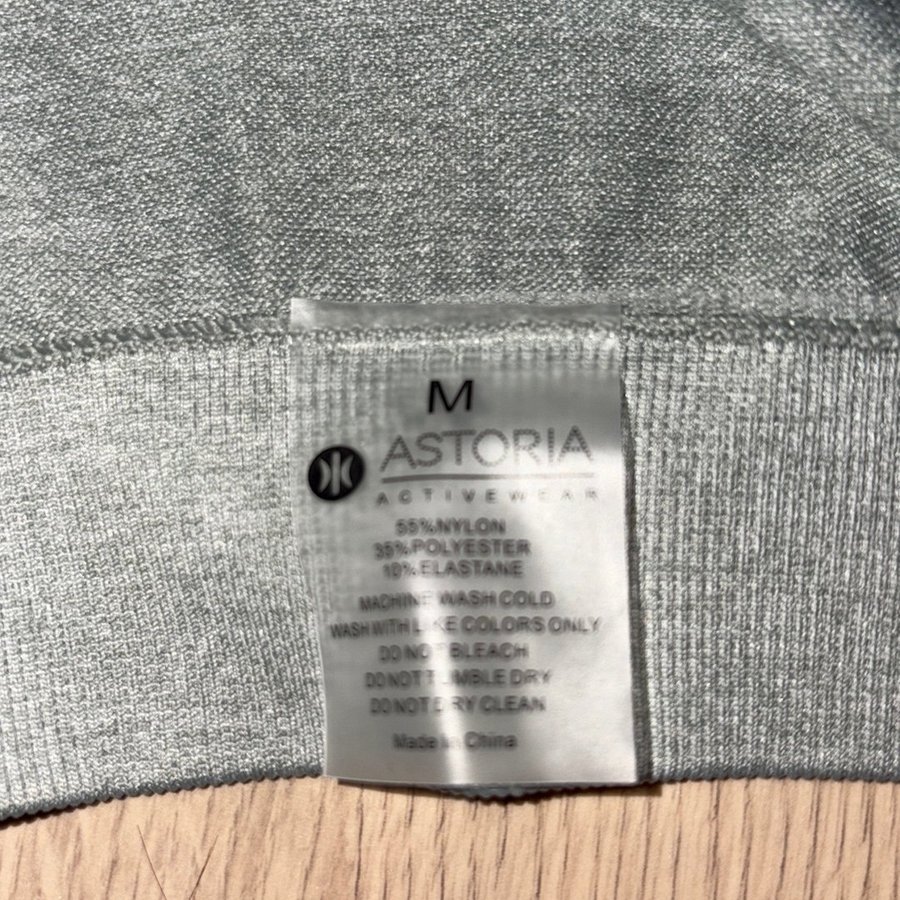 M
ASTORIA
ACTIVEWEAR
55%NYLON
35%POLYESTER
10%ELASTANE
MACHINE WASH COLD
WASH WITH LIKE COLORS ONLY
DO NOT BLEACH
DO NOT TUMBLE DRY
DO NOT DRY CLEAN
Made In China